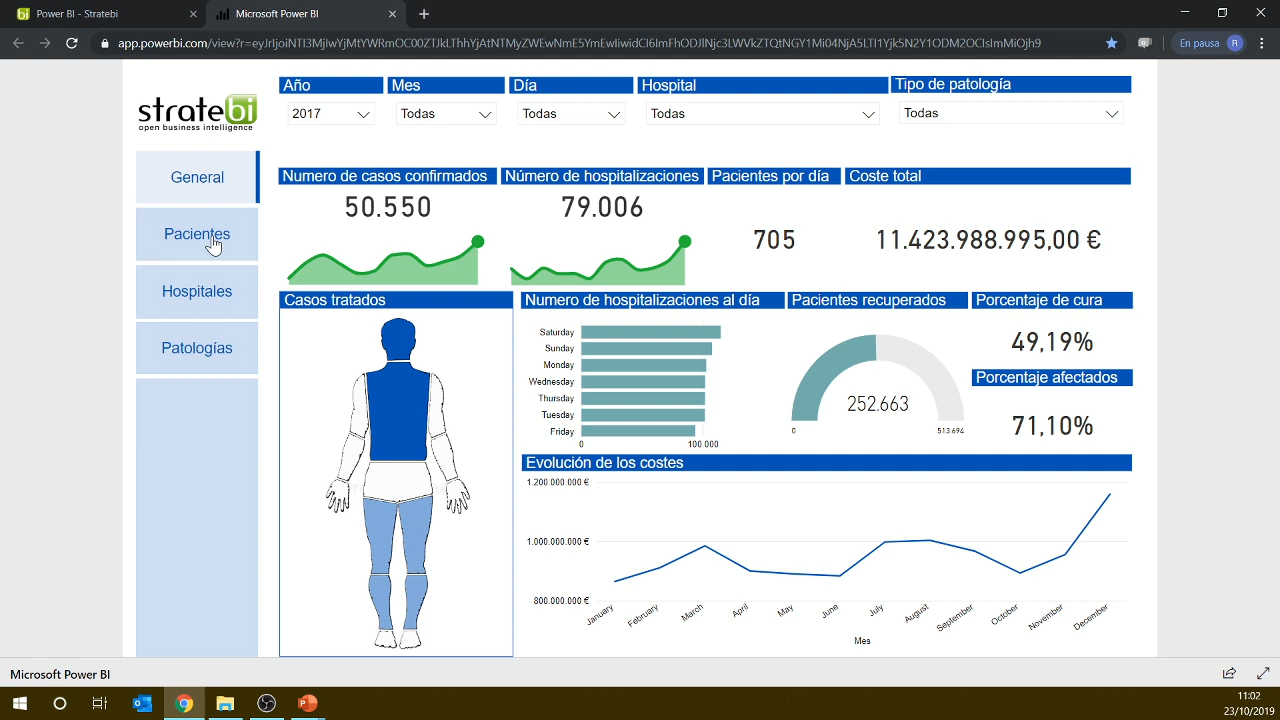 Power BI - Stratebi
Microsoft Power BI
En pausa
R
stratebi
open business intelligence
General
Pacientes
Hospitales
Patologías
Año
Mes
Día
Hospital
Tipo de patología
2017
Todas
Todas
Todas
Todas
Numero de casos confirmados
Número de hospitalizaciones
Pacientes por día
Coste total
50.550
79.006
705
11.423.988.995,00 €
Casos tratados
Numero de hospitalizaciones al día
Pacientes recuperados
Porcentaje de cura
Saturday
Sunday
Monday
Wednesday
Thursday
Tuesday
Friday
0
100.000
252.663
0
513.694
49,19%
Porcentaje afectados
71,10%
Evolución de los costes
1.200.000.000 €
1.000.000.000 €
800.000.000 €
January
February
March
April
May
June
July
August
September
October
November
December
Mes
Microsoft Power BI
11:02
23/10/2019